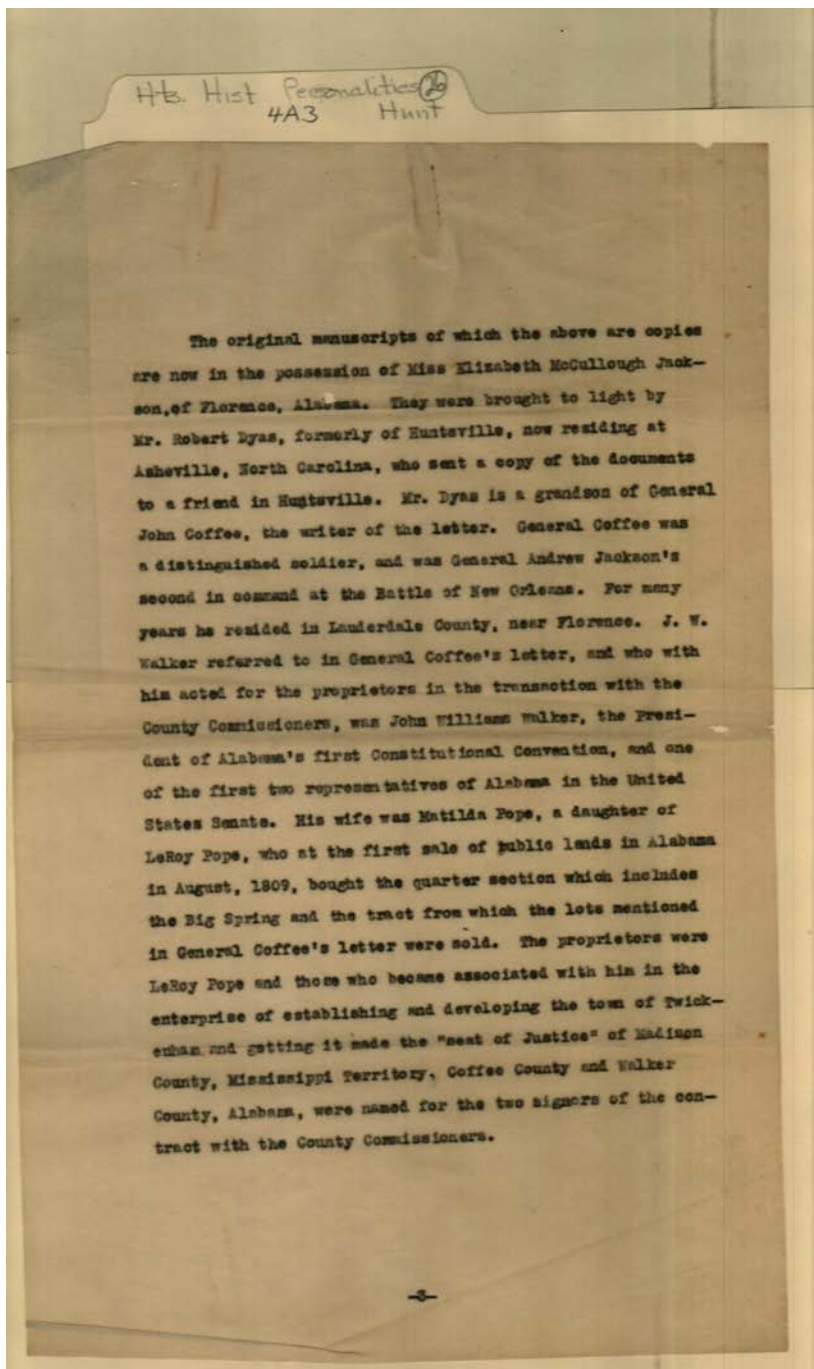 Hts. Hist Personalities 26
4A3 Hunt
The original manuscripts of which the above are copies
are now in the possession of Miss Elizabeth McCullough Jack-
son,of Florence, Alabama. They were brought to light by
Mr. Robert Dyas, formerly of Huntsville, now residing at
Asheville, North Carolina, who sent a copy of the documents
to a friend in Huntsville. Mr. Dyas is a grandson of General
John Coffee, the writer of the letter. General Coffee was
a distinguished soldier, and was General Andrew Jackson's
second in command at the Battle of New Orleans. For many
years he resided in Lauderdale County, near Florence. J. W.
Walker referred to in General Coffee's letter, and who with
him acted for the proprietors in the transaction with the
County Commissioners, was John Williams Walker, the Presi-
dent of Alabama's first Constitutional Convention, and one
of the first two representatives of Alabama in the United
States Senate. His wife was Matilda Pope, a daughter of
LeRoy Pope, who at the first sale of public lands in Alabama
in August, 1809, bought the quarter section which includes
the Big Spring and the tract from which the lots mentioned
in General Coffee's letter were sold. The proprietors were
LeRoy Pope and those who became associated with him in the
enterprise of establishing and developing the town of Twick-
enham and getting it made the "seat of Justice" of Madison
County, Mississippi Territory. Coffee County and Walker
County, Alabama, were named for the two signers of the con-
tract with the County Commissioners.
-3-